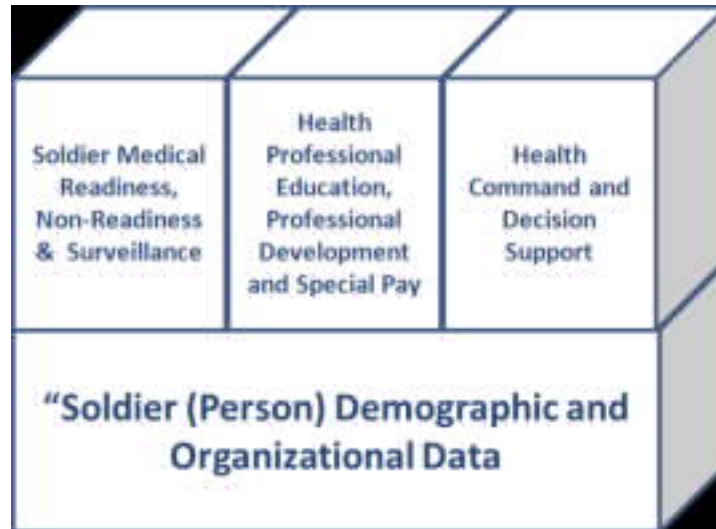 Soldier Medical
Readiness,
Non-Readiness
& Surveillance
Health
Professional
Education,
Professional
Development
and Special Pay
Health
Command and
Decision
Support
“Soldier (Person) Demographic and
Organizational Data